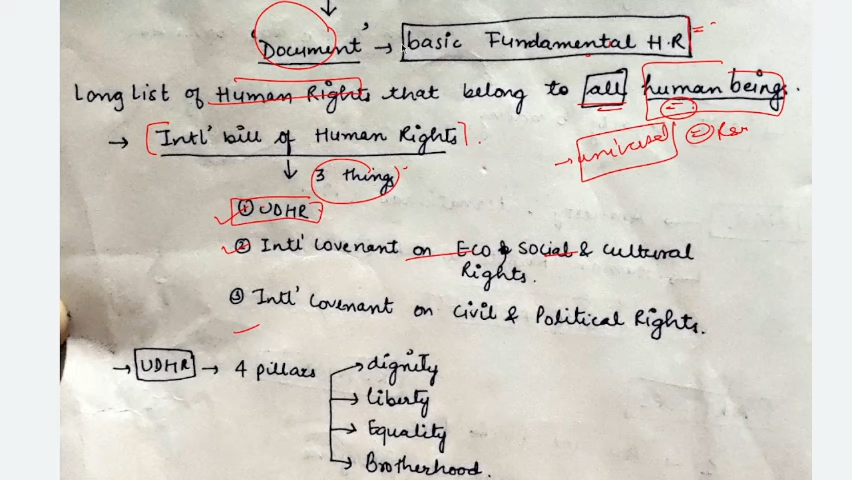 'Document' → basic Fundamental H.R
Long list of Human Rights that belong to all human beings.
→ [Intl' bill of Human Rights].
→ universal
3 things
① UDHR
② Intl' Covenant on Eco & Social & Cultural
Rights.
③ Intl' Covenant on Civil & Political Rights.
→ UDHR → 4 pillars → dignity
→ Liberty
→ Equality
→ Brotherhood.